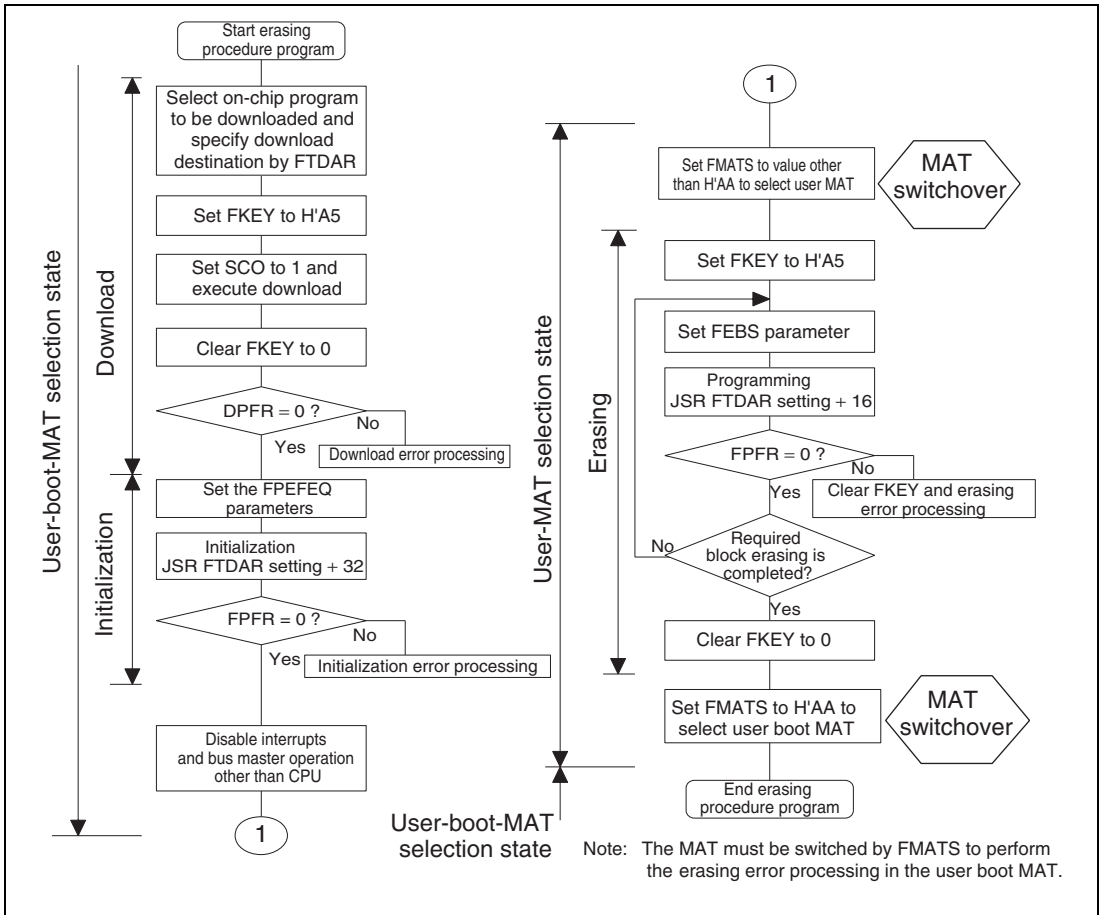 Start erasing
procedure program
Select on-chip program
to be downloaded and
specify download
destination by FTDAR
Set FKEY to H'A5
Set SCO to 1 and
execute download
Clear FKEY to 0
DPFR = 0 ?
No
Yes
Download error processing
Set the FPEFEQ
parameters
Initialization
JSR FTDAR setting + 32
FPFR = 0 ?
No
Yes
Initialization error processing
Disable interrupts
and bus master operation
other than CPU
1
User-boot-MAT selection state
Download
Initialization
1
Set FMATS to value other
than H'AA to select user MAT
MAT
switchover
Set FKEY to H'A5
Set FEBS parameter
Programming
JSR FTDAR setting + 16
FPFR = 0 ?
No
Yes
Clear FKEY and erasing
error processing
Required
block erasing is
completed?
No
Yes
Clear FKEY to 0
Set FMATS to H'AA to
select user boot MAT
MAT
switchover
End erasing
procedure program
User-MAT selection state
Erasing
User-boot-MAT
selection state
Note: The MAT must be switched by FMATS to perform
the erasing error processing in the user boot MAT.